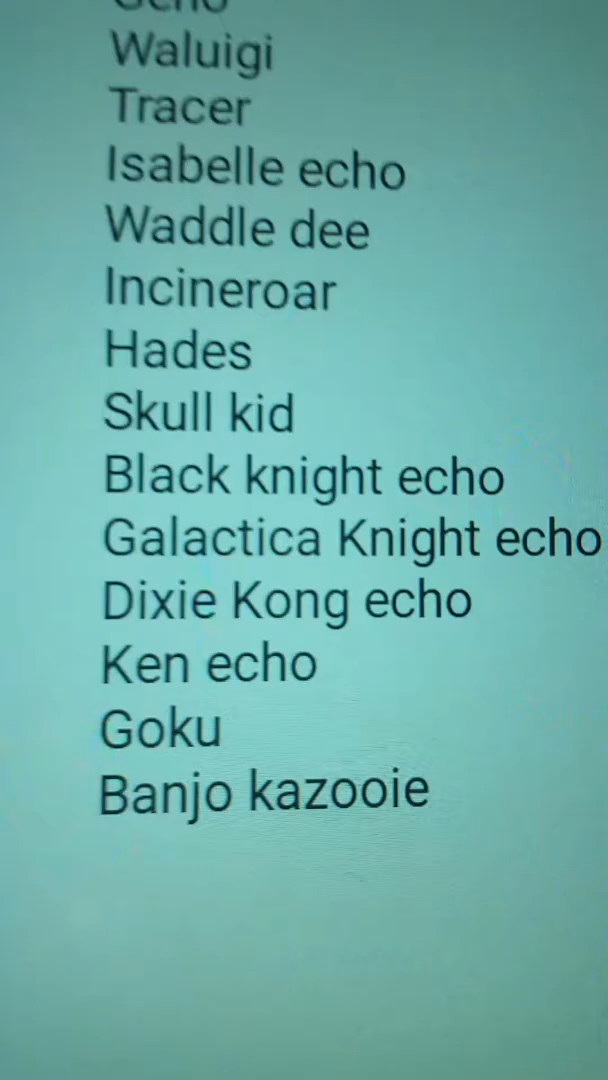 Waluigi
Tracer
Isabelle echo
Waddle dee
Incineroar
Hades
Skull kid
Black knight echo
Galactica Knight echo
Dixie Kong echo
Ken echo
Goku
Banjo kazooie